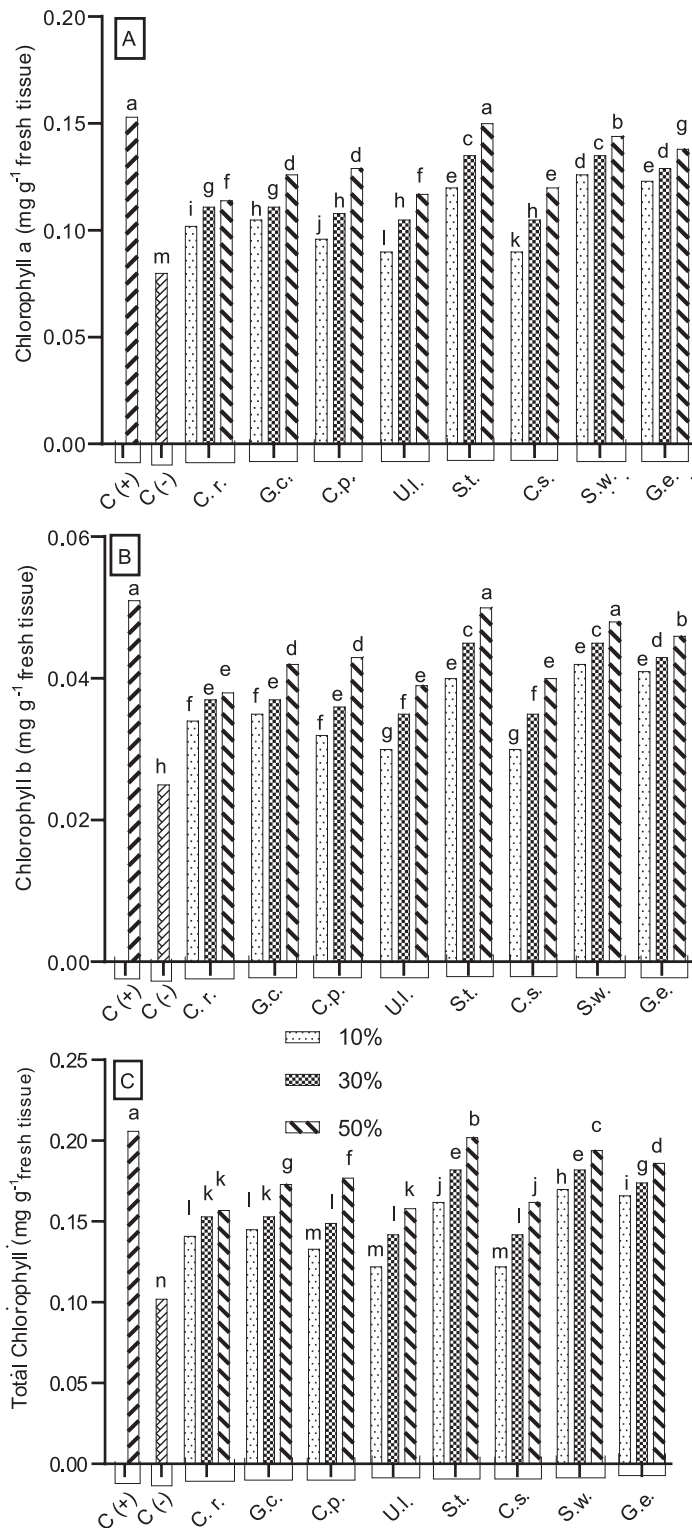 A
Chlorophyll a (mg g-1 fresh tissue)
0.20
0.15
0.10
0.05
0.00
a
m
i g f
h g d
j h d
l h f
e c a
k h e
d c b
e d g
C (+) C (-) C. r. G.c. C.p. U.l. S.t. C.s. S.w. G.e.
B
Chlorophyll b (mg g-1 fresh tissue)
0.06
0.04
0.02
0.00
a
h
f e e
f e d
f e d
g f e
e c a
g f e
e c a
e d b
C (+) C (-) C. r. G.c. C.p. U.l. S.t. C.s. S.w. G.e.
10%
30%
50%
C
Total Chlorophyll (mg g-1 fresh tissue)
0.25
0.20
0.15
0.10
0.05
0.00
a
n
l k k
l k g
m l f
m l k
j e b
m l j
h e c
i g d
C (+) C (-) C. r. G.c. C.p. U.l. S.t. C.s. S.w. G.e.